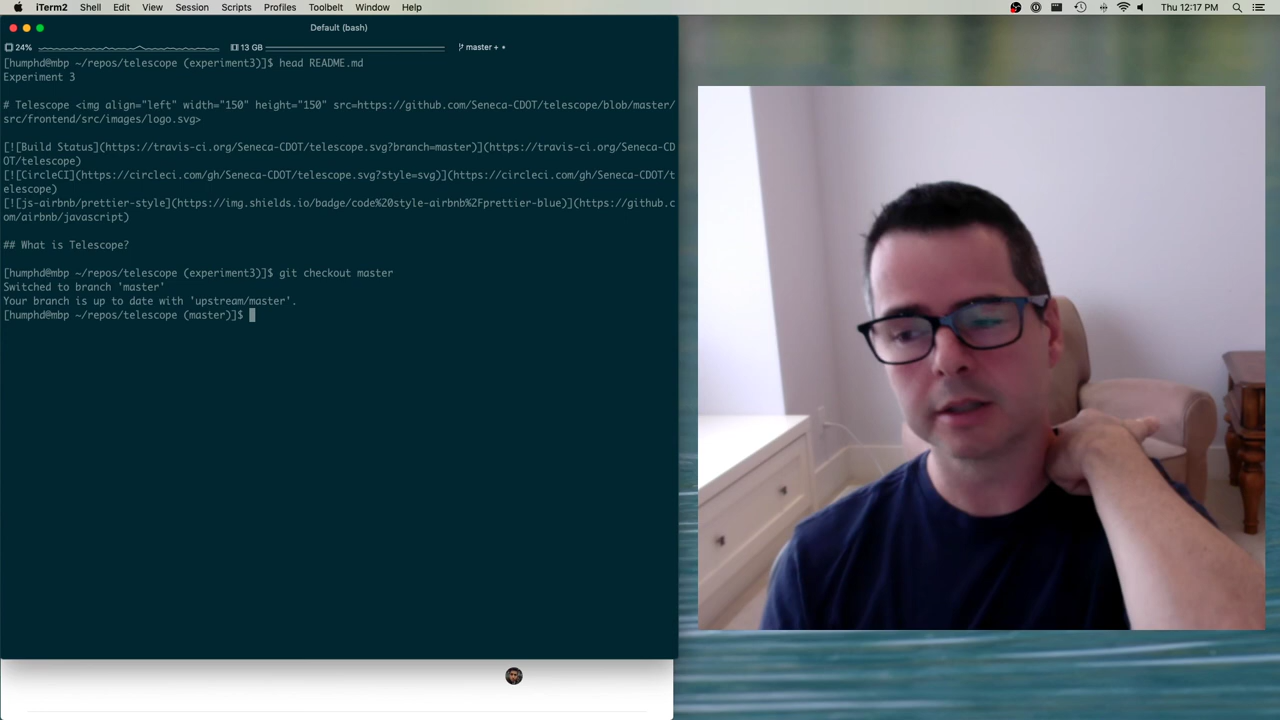 iTerm2 Shell Edit View Session Scripts Profiles Toolbelt Window Help Thu 12:17 PM
Default (bash)
24% 13 GB master + •
[humphd@mbp ~/repos/telescope (experiment3)]$ head README.md
Experiment 3
# Telescope <img align="left" width="150" height="150" src=https://github.com/Seneca-CDOT/telescope/blob/master/
src/frontend/src/images/logo.svg>
[![Build Status](https://travis-ci.org/Seneca-CDOT/telescope.svg?branch=master)](https://travis-ci.org/Seneca-CD
OT/telescope)
[![CircleCI](https://circleci.com/gh/Seneca-CDOT/telescope.svg?style=svg)](https://circleci.com/gh/Seneca-CDOT/t
elescope)
[![js-airbnb/prettier-style](https://img.shields.io/badge/code%20style-airbnb%2Fprettier-blue)](https://github.c
om/airbnb/javascript)
## What is Telescope?
[humphd@mbp ~/repos/telescope (experiment3)]$ git checkout master
Switched to branch 'master'
Your branch is up to date with 'upstream/master'.
[humphd@mbp ~/repos/telescope (master)]$